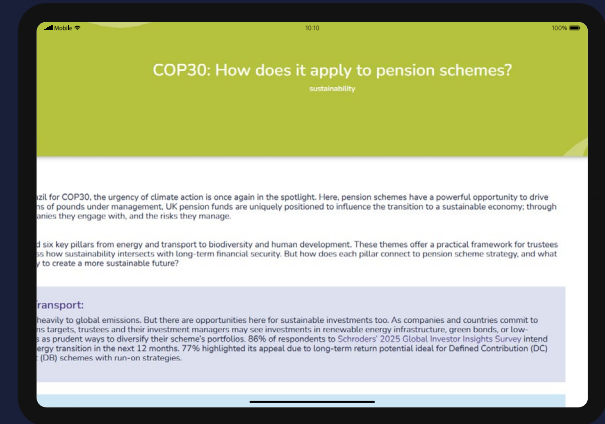 Mobile
10:10
100%
COP30: How does it apply to pension schemes?
sustainability
azil for COP30, the urgency of climate action is once again in the spotlight. Here, pension schemes have a powerful opportunity to drive
ns of pounds under management, UK pension funds are uniquely positioned to influence the transition to a sustainable economy; through
anies they engage with, and the risks they manage.
d six key pillars from energy and transport to biodiversity and human development. These themes offer a practical framework for trustees
ss how sustainability intersects with long-term financial security. But how does each pillar connect to pension scheme strategy, and what
y to create a more sustainable future?
Transport:
heavily to global emissions. But there are opportunities here for sustainable investments too. As companies and countries commit to
ns targets, trustees and their investment managers may see investments in renewable energy infrastructure, green bonds, or low-
s as prudent ways to diversify their scheme's portfolios. 86% of respondents to Schroders' 2025 Global Investor Insights Survey intend
ergy transition in the next 12 months. 77% highlighted its appeal due to long-term return potential ideal for Defined Contribution (DC)
t (DB) schemes with run-on strategies.